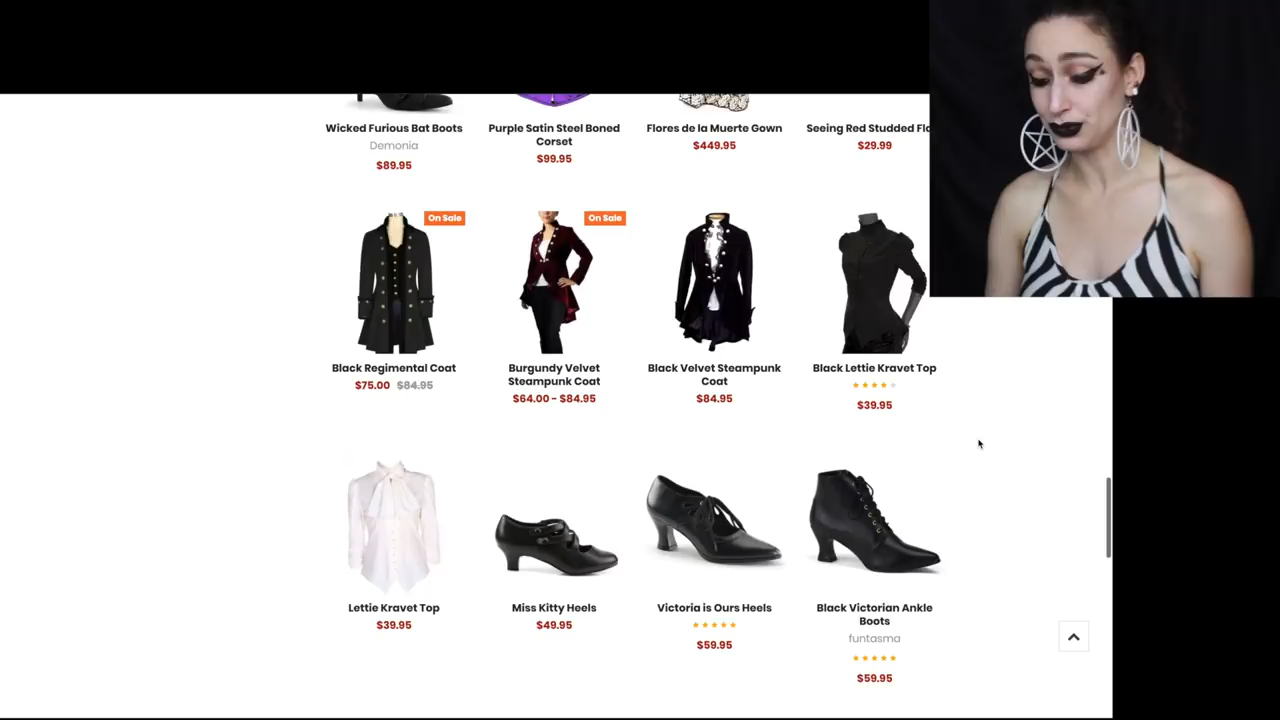 Wicked Furious Bat Boots
Demonia
$89.95
Purple Satin Steel Boned
Corset
$99.95
Flores de la Muerte Gown
$449.95
Seeing Red Studded
$29.99
On Sale
Black Regimental Coat
$75.00 $84.95
On Sale
Burgundy Velvet
Steampunk Coat
$64.00 - $84.95
Black Velvet Steampunk
Coat
$84.95
Black Lettie Kravet Top
$39.95
Lettie Kravet Top
$39.95
Miss Kitty Heels
$49.95
Victoria is Ours Heels
$59.95
Black Victorian Ankle
Boots
funtasma
$59.95